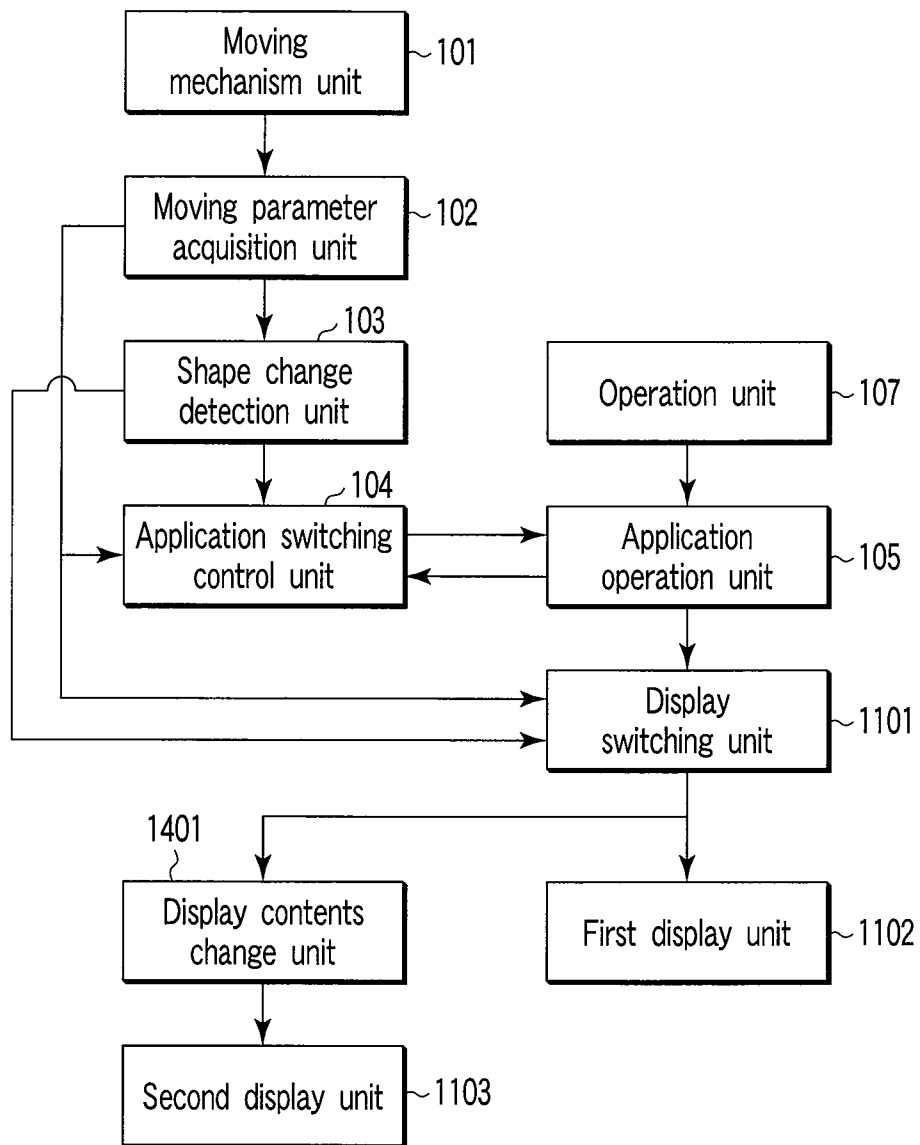 Moving
mechanism unit
101
Moving parameter
acquisition unit
102
103
Shape change
detection unit
Operation unit
107
104
Application switching
control unit
Application
operation unit
105
Display
switching unit
1101
1401
Display contents
change unit
First display unit
1102
Second display unit
1103